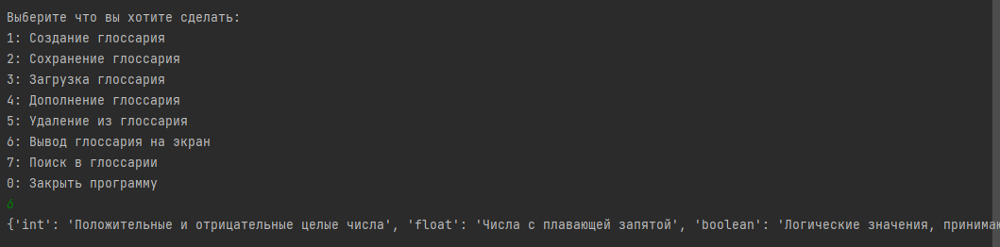 Выберите что вы хотите сделать:
1: Создание глоссария
2: Сохранение глоссария
3: Загрузка глоссария
4: Дополнение глоссария
5: Удаление из глоссария
6: Вывод глоссария на экран
7: Поиск в глоссарии
0: Закрыть программу
6
{'int': 'Положительные и отрицательные целые числа', 'float': 'Числа с плавающей запятой', 'boolean': 'Логические значения,